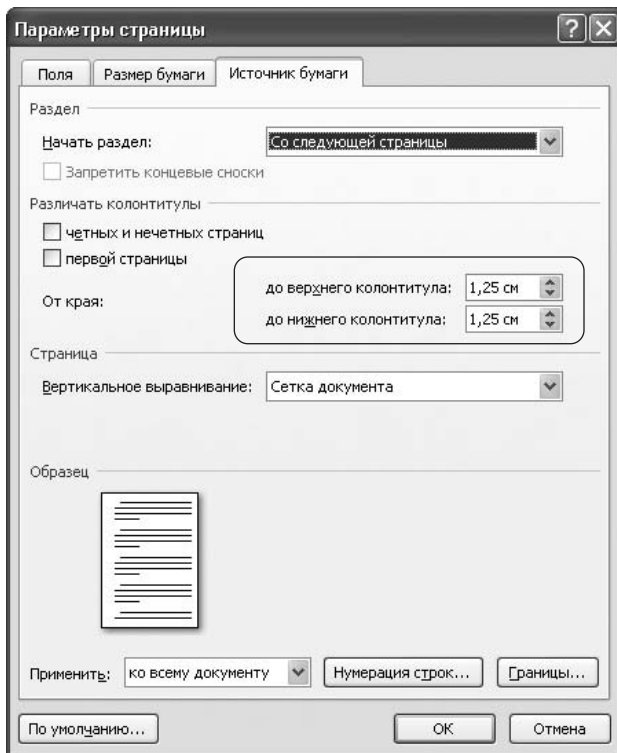 Параметры страницы
Поля Размер бумаги Источник бумаги
Раздел
Начать раздел: Со следующей страницы
Запретить концевые сноски
Различать колонтитулы
четных и нечетных страниц
первой страницы
От края: до верхнего колонтитула: 1,25 см
до нижнего колонтитула: 1,25 см
Страница
Вертикальное выравнивание: Сетка документа
Образец
Применить: ко всему документу Нумерация строк... Границы...
По умолчанию... ОК Отмена